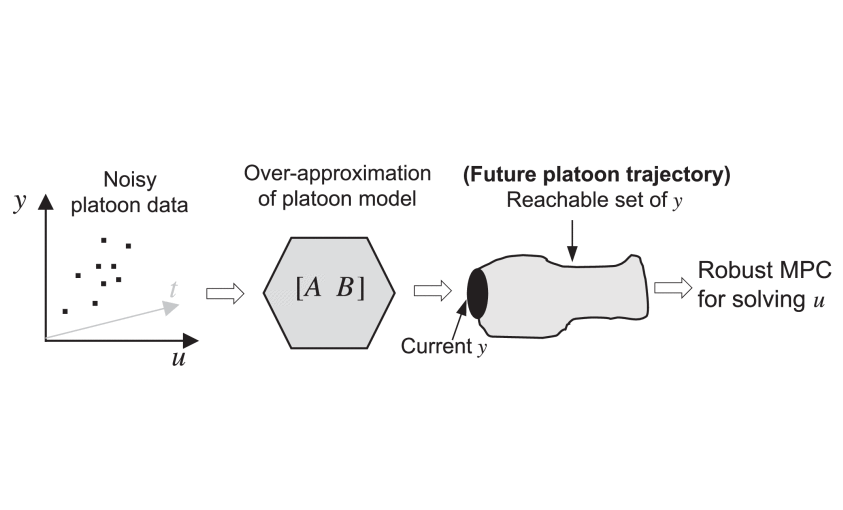 Noisy
platoon data
y
t
u
Over-approximation
of platoon model
[A B]
(Future platoon trajectory)
Reachable set of y
Current y
Robust MPC
for solving u